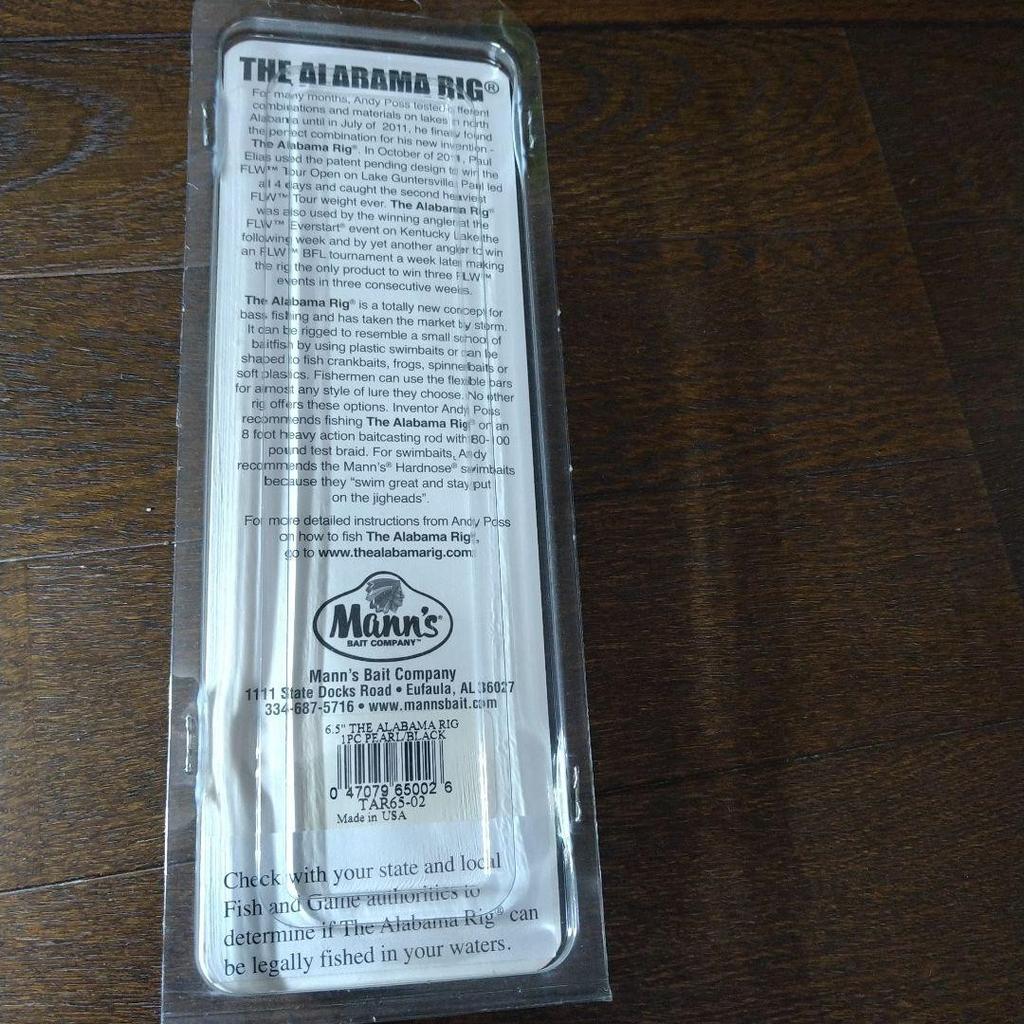 THE ALABAMA RIG®
For many months, Andy Poss tested different
combinations and materials on lakes in north
Alabama until in July of 2011, he finally found
the perfect combination for his new invention -
The Alabama Rig®. In October of 2011, Paul
Elias used the patent pending design to win the
FLW™ Tour Open on Lake Guntersville. Paul led
all 4 days and caught the second heaviest
FLW™ Tour weight ever. The Alabama Rig®
was also used by the winning angler at the
FLW™ Everstart® event on Kentucky Lake the
following week and by yet another angler to win
an FLW™ BFL tournament a week later making
the rig the only product to win three FLW™
events in three consecutive weeks.
The Alabama Rig® is a totally new concept for
bass fishing and has taken the market by storm.
It can be rigged to resemble a small school of
baitfish by using plastic swimbaits or can be
shaped to fish crankbaits, frogs, spinnerbaits or
soft plastics. Fishermen can use the flexible bars
for almost any style of lure they choose. No other
rig offers these options. Inventor Andy Poss
recommends fishing The Alabama Rig® on an
8 foot heavy action baitcasting rod with 80-100
pound test braid. For swimbaits, Andy
recommends the Mann's® Hardnose® swimbaits
because they "swim great and stay put
on the jigheads".
For more detailed instructions from Andy Poss
on how to fish The Alabama Rig®,
go to www.thealabamarig.com
Mann's®
BAIT COMPANY™
Mann's Bait Company
1111 State Docks Road • Eufaula, AL 36027
334-687-5716 • www.mannsbait.com
6.5" THE ALABAMA RIG
1PC PEARL/BLACK
0 47079 65002 6
TAR65-02
Made in USA
Check with your state and local
Fish and Game authorities to
determine if The Alabama Rig® can
be legally fished in your waters.